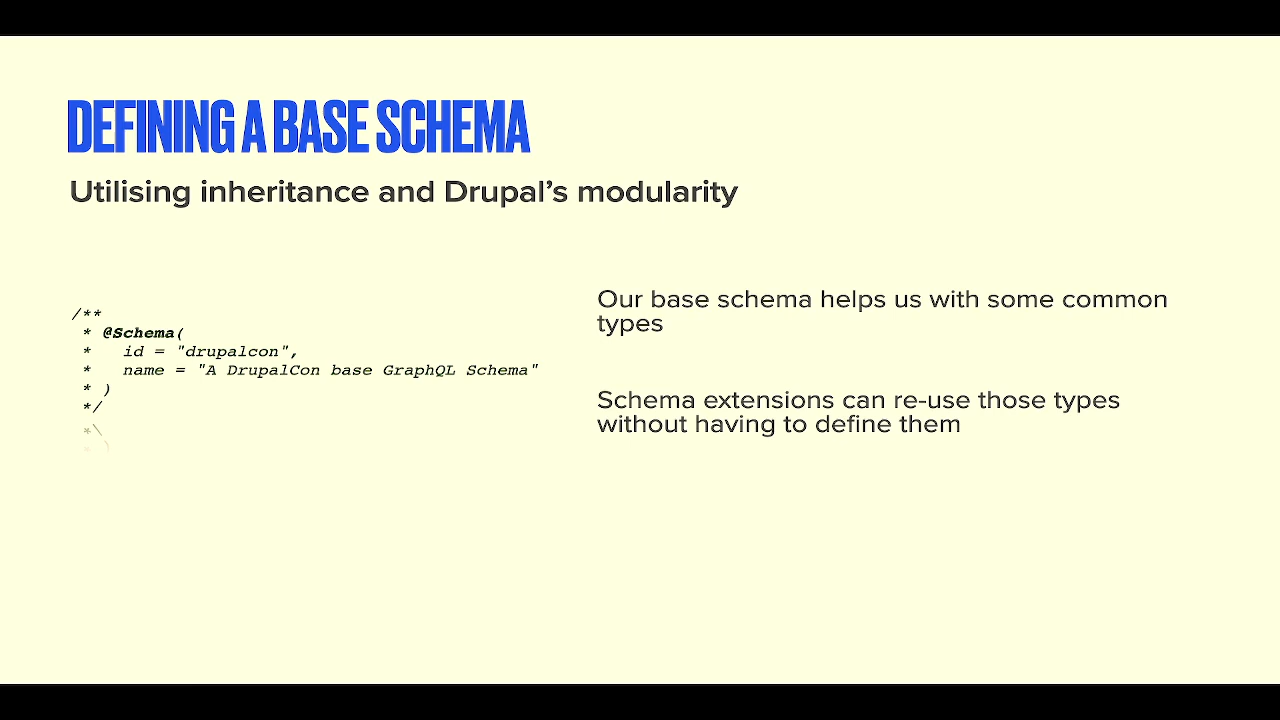 DEFINING A BASE SCHEMA
Utilising inheritance and Drupal’s modularity
/**
* @Schema(
*   id = "drupalcon",
*   name = "A DrupalCon base GraphQL Schema"
* )
*/
Our base schema helps us with some common
types
Schema extensions can re-use those types
without having to define them